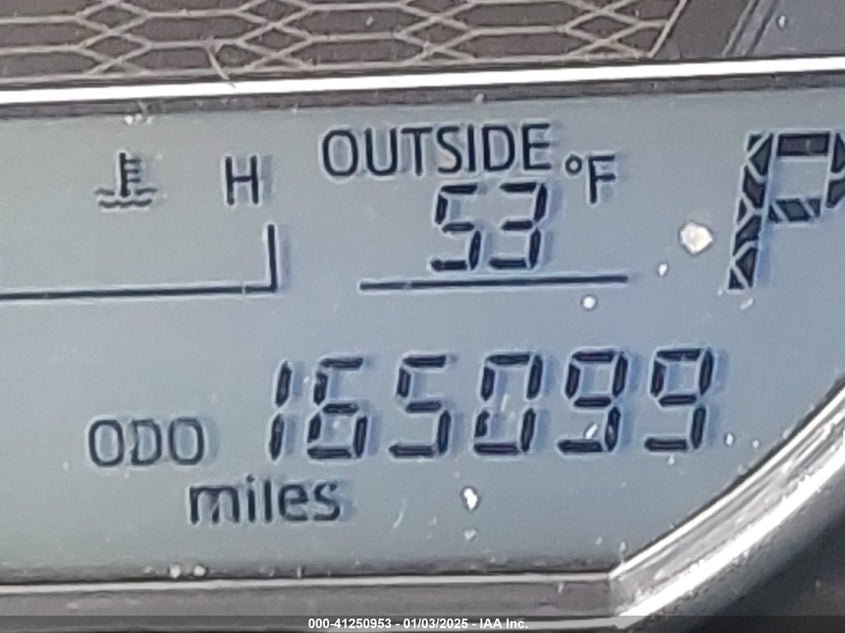 H OUTSIDE °F P
53
ODO 165099
miles
000-41250953 - 01/03/2025 - IAA Inc.